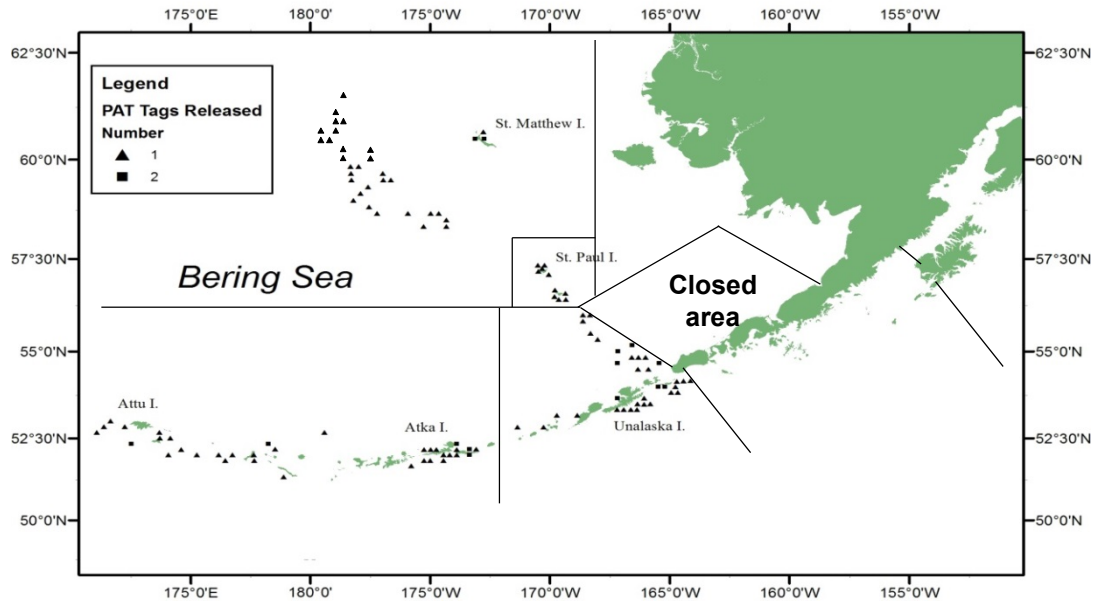 175°0'E 180°0' 175°0'W 170°0'W 165°0'W 160°0'W 155°0'W
62°30'N 62°30'N
Legend
PAT Tags Released
Number
1
2
St. Matthew I.
60°0'N 60°0'N
St. Paul I.
57°30'N 57°30'N
Bering Sea
Closed
area
55°0'N 55°0'N
Attu I.
Atka I.
Unalaska I.
52°30'N 52°30'N
50°0'N 50°0'N
175°0'E 180°0' 175°0'W 170°0'W 165°0'W 160°0'W 155°0'W